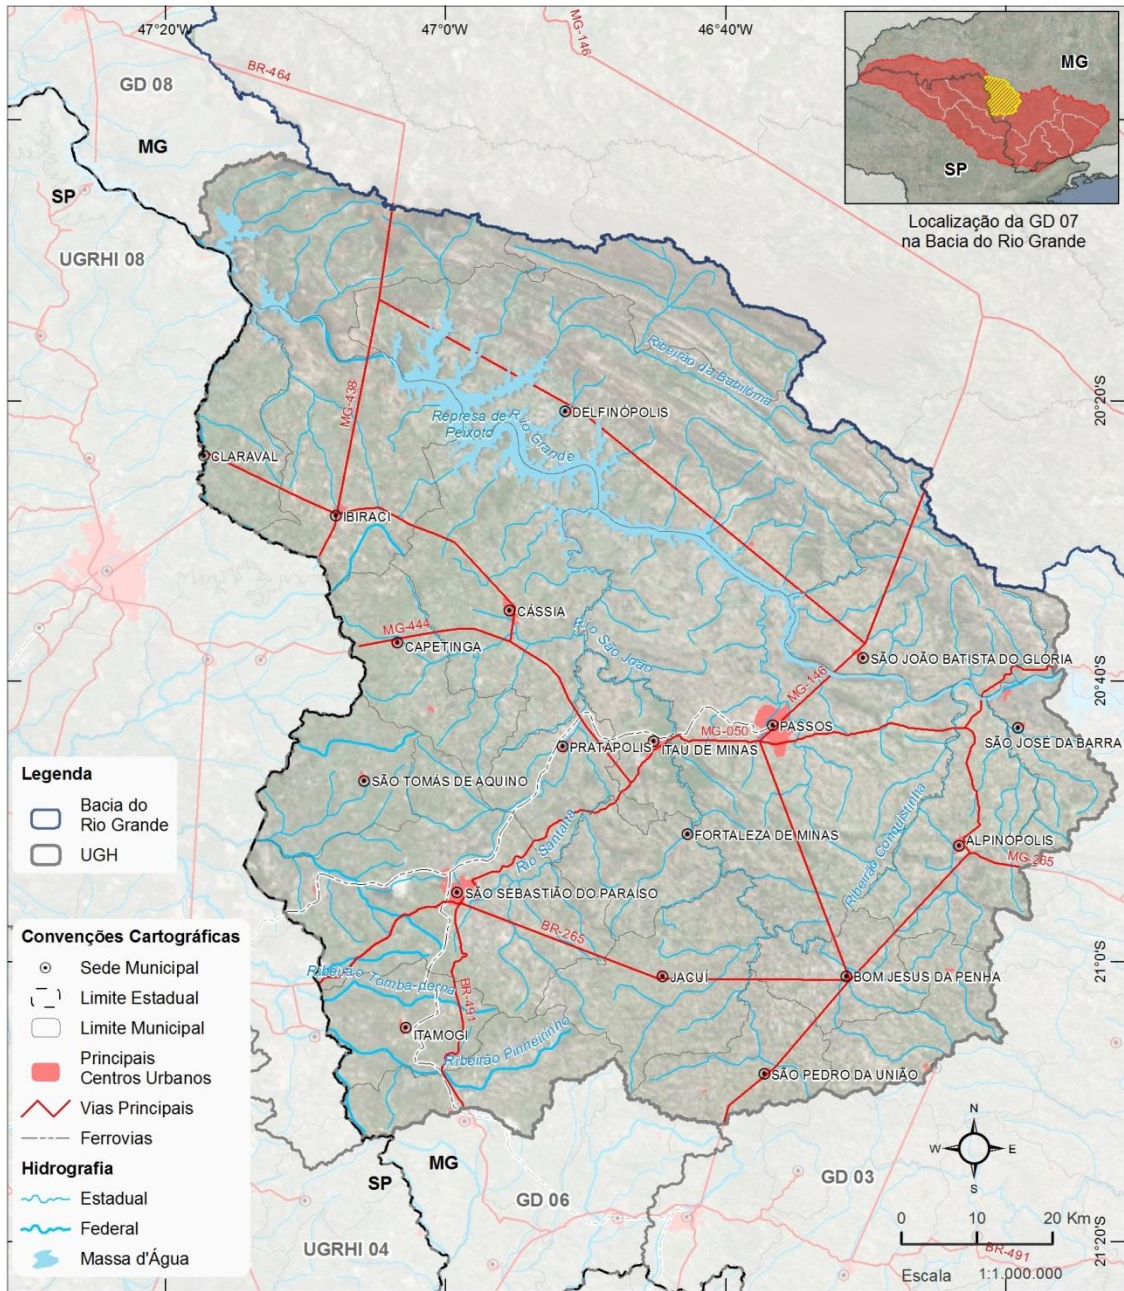 47°20'W
47°0'W
46°40'W
MG-146
BR-464
GD 08
MG
SP
UGRHI 08
MG
SP
Localização da GD 07
na Bacia do Rio Grande
Ribeirão da Babilônia
20°20'S
MG-438
Represa de
Peixoto
Rio Grande
DELFINÓPOLIS
CLARAVAL
IBIRACI
CÁSSIA
MG-444
CAPETINGA
Rio São João
SÃO JOÃO BATISTA DO GLÓRIA
20°40'S
MG-146
PASSOS
MG-050
PRATÁPOLIS
ITAÚ DE MINAS
SÃO JOSÉ DA BARRA
SÃO TOMÁS DE AQUINO
Rio Santana
FORTALEZA DE MINAS
Ribeirão Conquistinha
ALPINÓPOLIS
MG-265
SÃO SEBASTIÃO DO PARAÍSO
BR-265
21°0'S
Ribeirão Tomba-perna
BR-491
JACUÍ
BOM JESUS DA PENHA
ITAMOGI
Ribeirão Pinheirinho
SÃO PEDRO DA UNIÃO
Legenda
Bacia do
Rio Grande
UGH
Convenções Cartográficas
Sede Municipal
Limite Estadual
Limite Municipal
Principais
Centros Urbanos
Vias Principais
Ferrovias
Hidrografia
Estadual
Federal
Massa d'Água
SP
MG
GD 06
GD 03
UGRHI 04
N
W
E
S
0 10 20 Km
21°20'S
BR-491
Escala 1:1.000.000